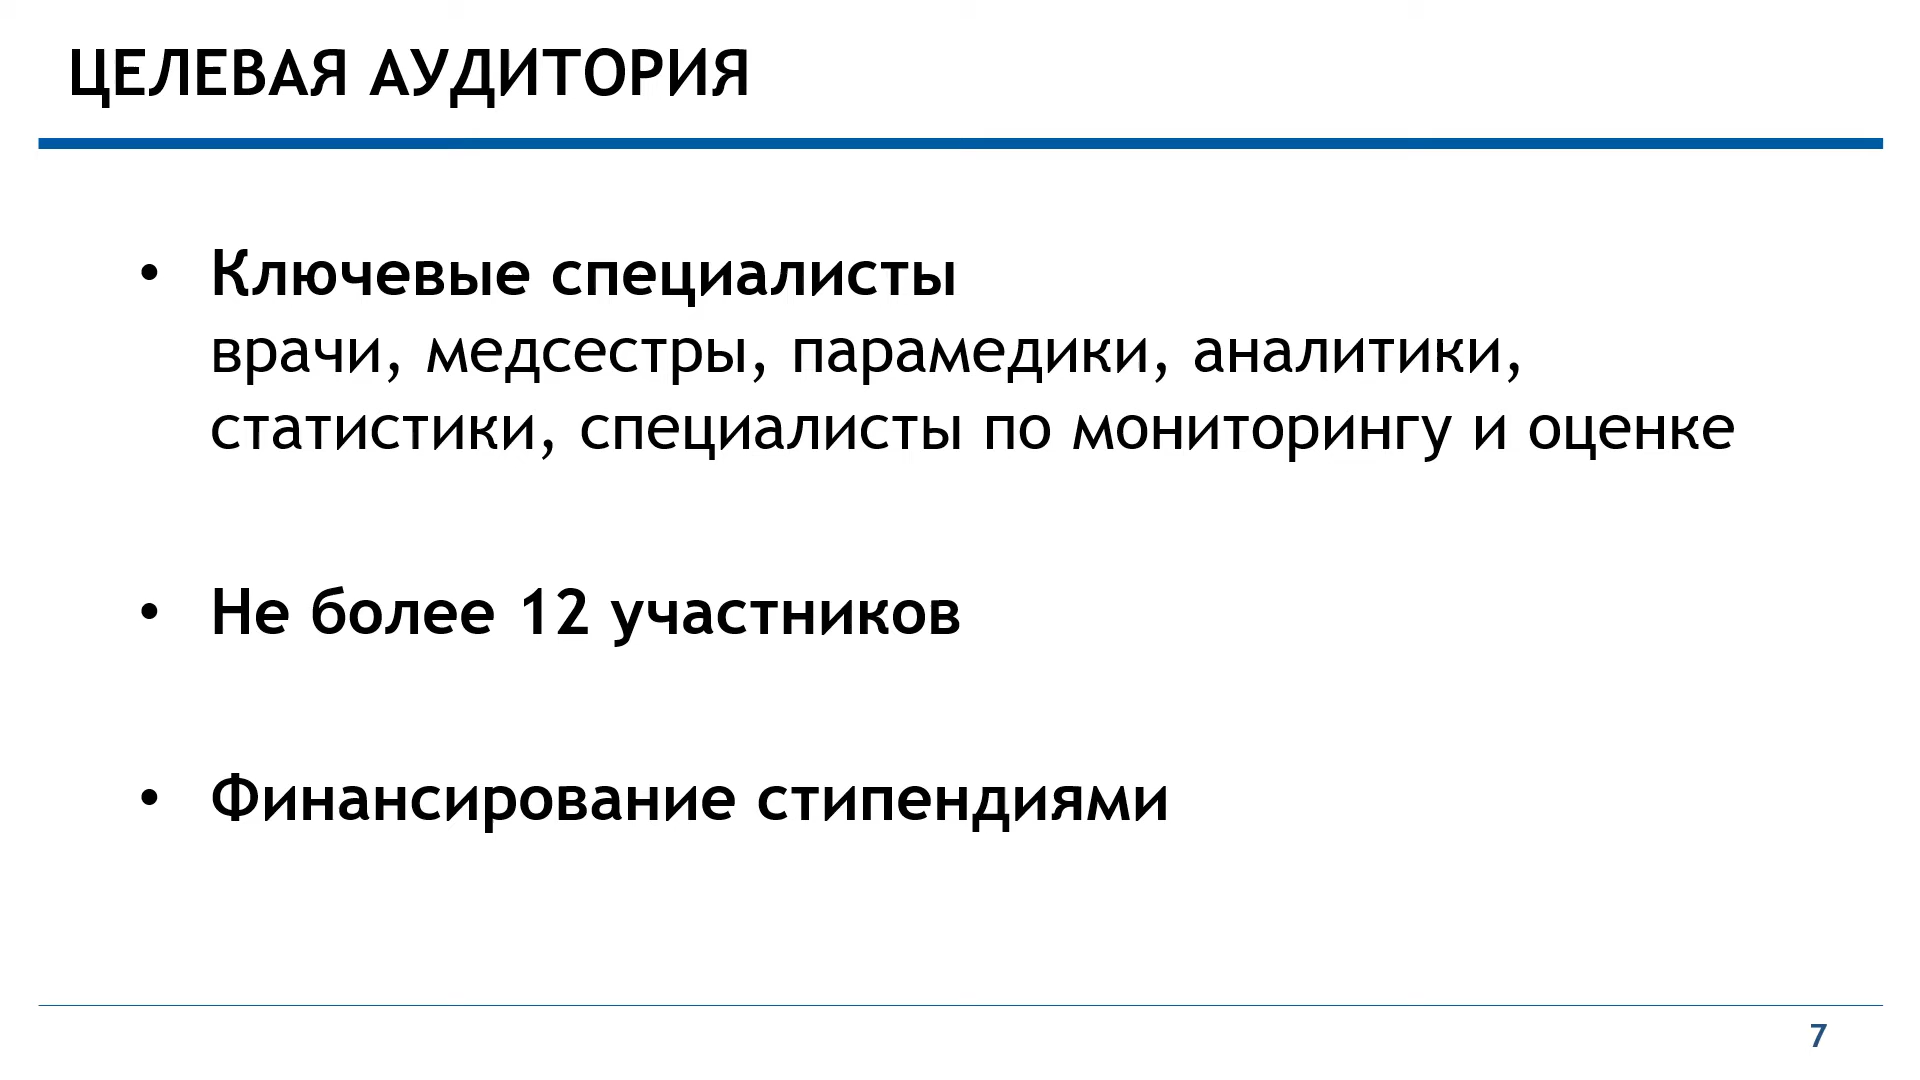 ЦЕЛЕВАЯ АУДИТОРИЯ
• Ключевые специалисты
врачи, медсестры, парамедики, аналитики,
статистики, специалисты по мониторингу и оценке
• Не более 12 участников
• Финансирование стипендиями
7